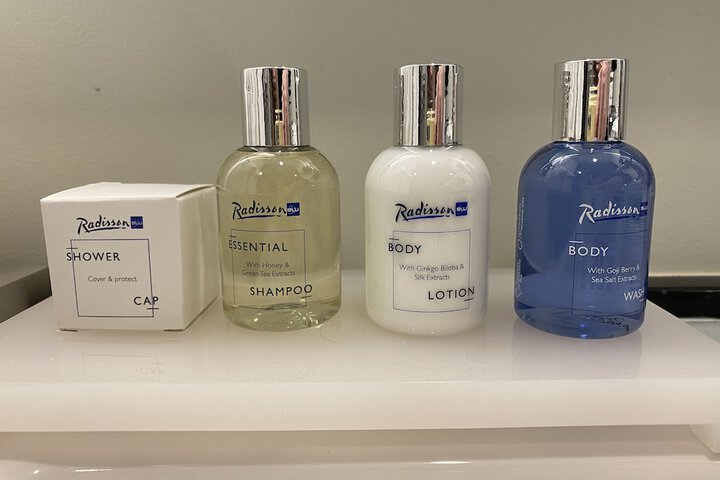 Radisson BLU
SHOWER
Cover & protect
CAP
Radisson BLU
ESSENTIAL
With Honey &
Green Tea Extracts
SHAMPOO
Radisson BLU
BODY
With Ginkgo Biloba &
Silk Extracts
LOTION
Radisson BLU
BODY
With Goji Berry &
Sea Salt Extracts
WASH